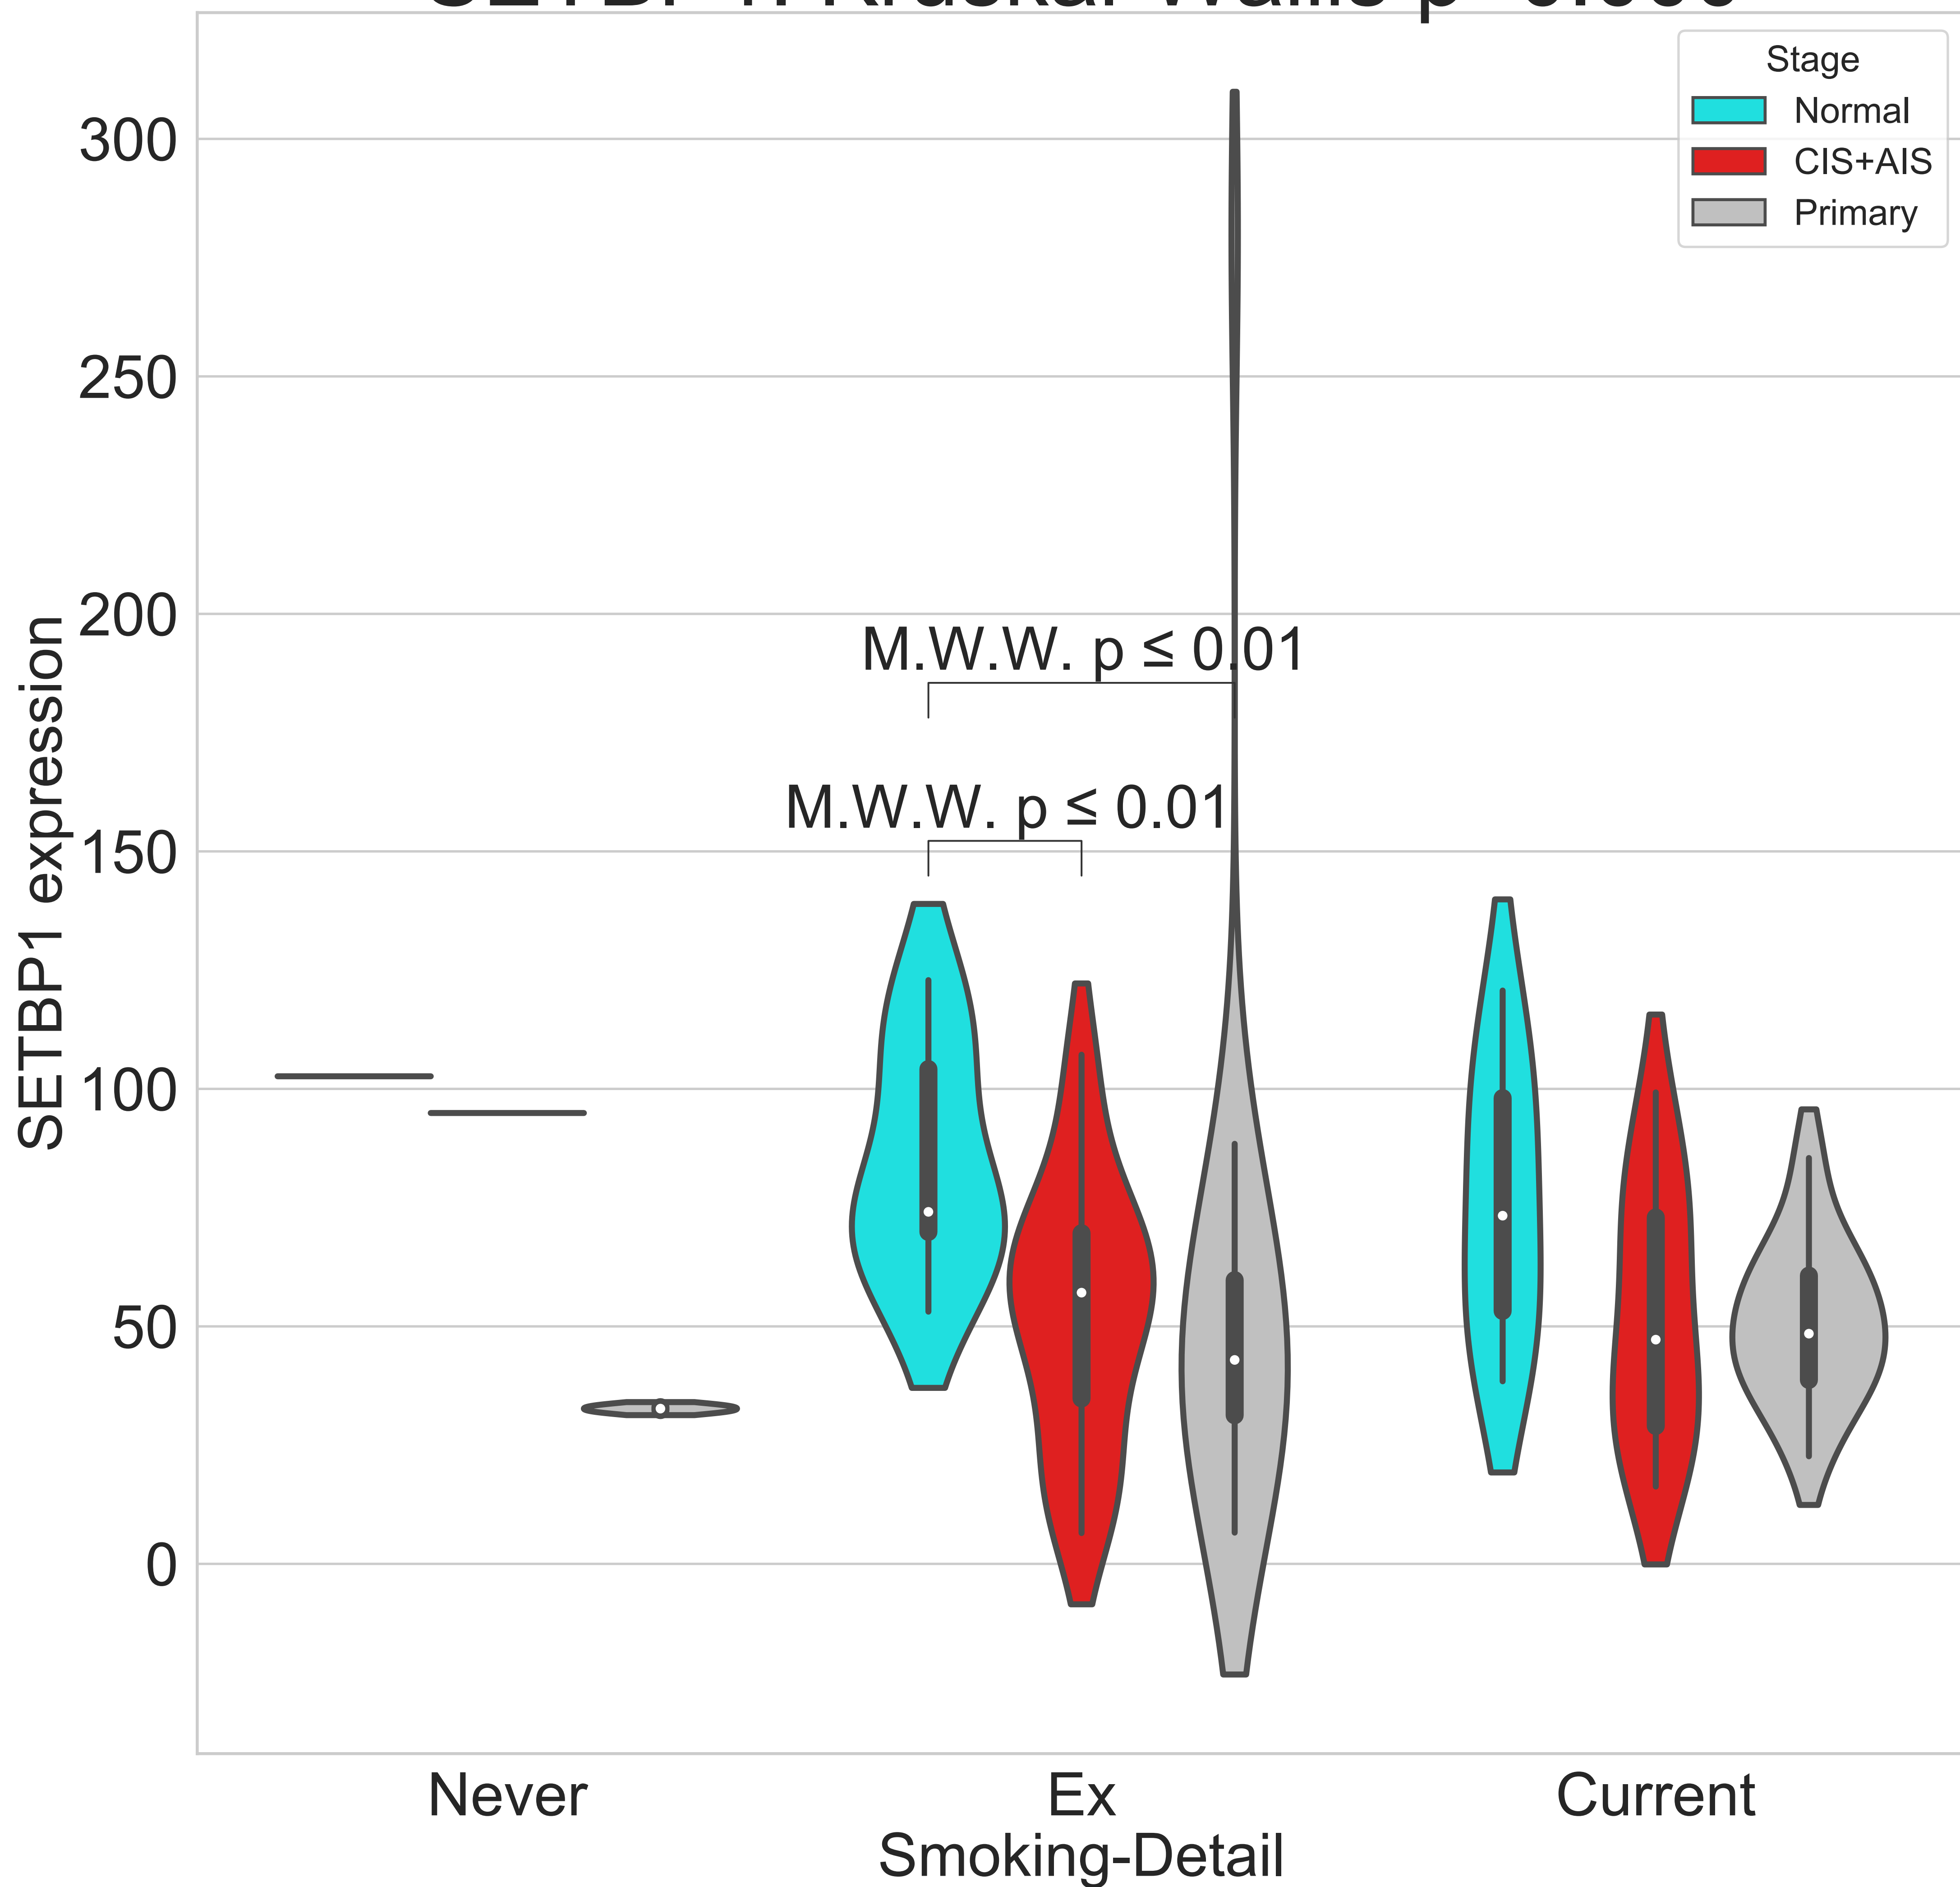 Stage
Normal
CIS+AIS
Primary
300
250
200
150
100
50
0
SETBP1 expression
M.W.W. p ≤ 0.01
M.W.W. p ≤ 0.01
Never
Ex
Current
Smoking-Detail